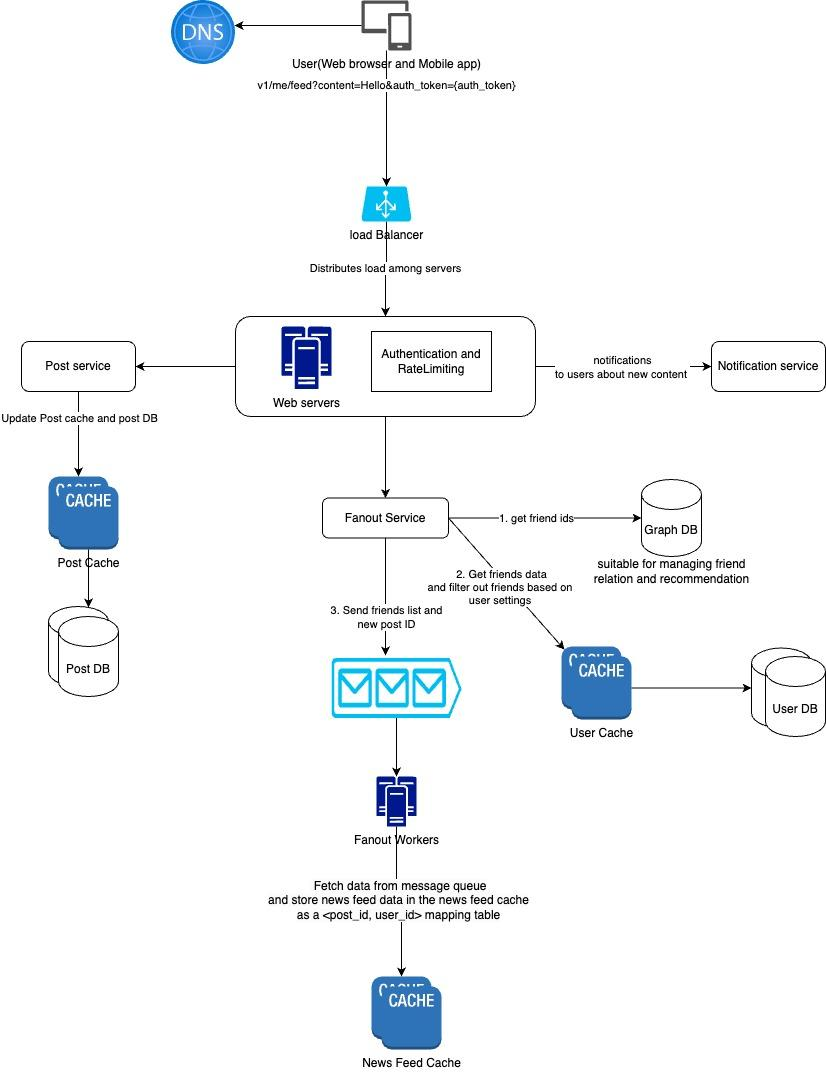 DNS
User(Web browser and Mobile app)
v1/me/feed?content=Hello&auth_token={auth_token}
load Balancer
Distributes load among servers
Authentication and
RateLimiting
Web servers
Post service
notifications
to users about new content
Notification service
Update Post cache and post DB
CACHE
CACHE
Post Cache
Post DB
Fanout Service
1. get friend ids
Graph DB
suitable for managing friend
relation and recommendation
2. Get friends data
and filter out friends based on
user settings
3. Send friends list and
new post ID
CACHE
CACHE
User Cache
User DB
Fanout Workers
Fetch data from message queue
and store news feed data in the news feed cache
as a <post_id, user_id> mapping table
CACHE
CACHE
News Feed Cache